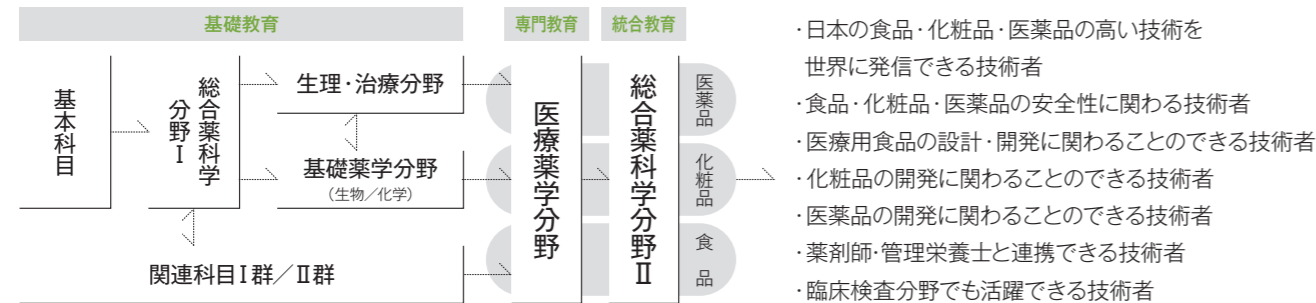 基礎教育
専門教育
統合教育
基本科目
総合薬科学
分野Ⅰ
生理・治療分野
基礎薬学分野
(生物／化学)
関連科目Ⅰ群／Ⅱ群
医療薬学分野
総合薬科学分野Ⅱ
医薬品
化粧品
食品
・日本の食品・化粧品・医薬品の高い技術を
世界に発信できる技術者
・食品・化粧品・医薬品の安全性に関わる技術者
・医療用食品の設計・開発に関わることのできる技術者
・化粧品の開発に関わることのできる技術者
・医薬品の開発に関わることのできる技術者
・薬剤師・管理栄養士と連携できる技術者
・臨床検査分野でも活躍できる技術者